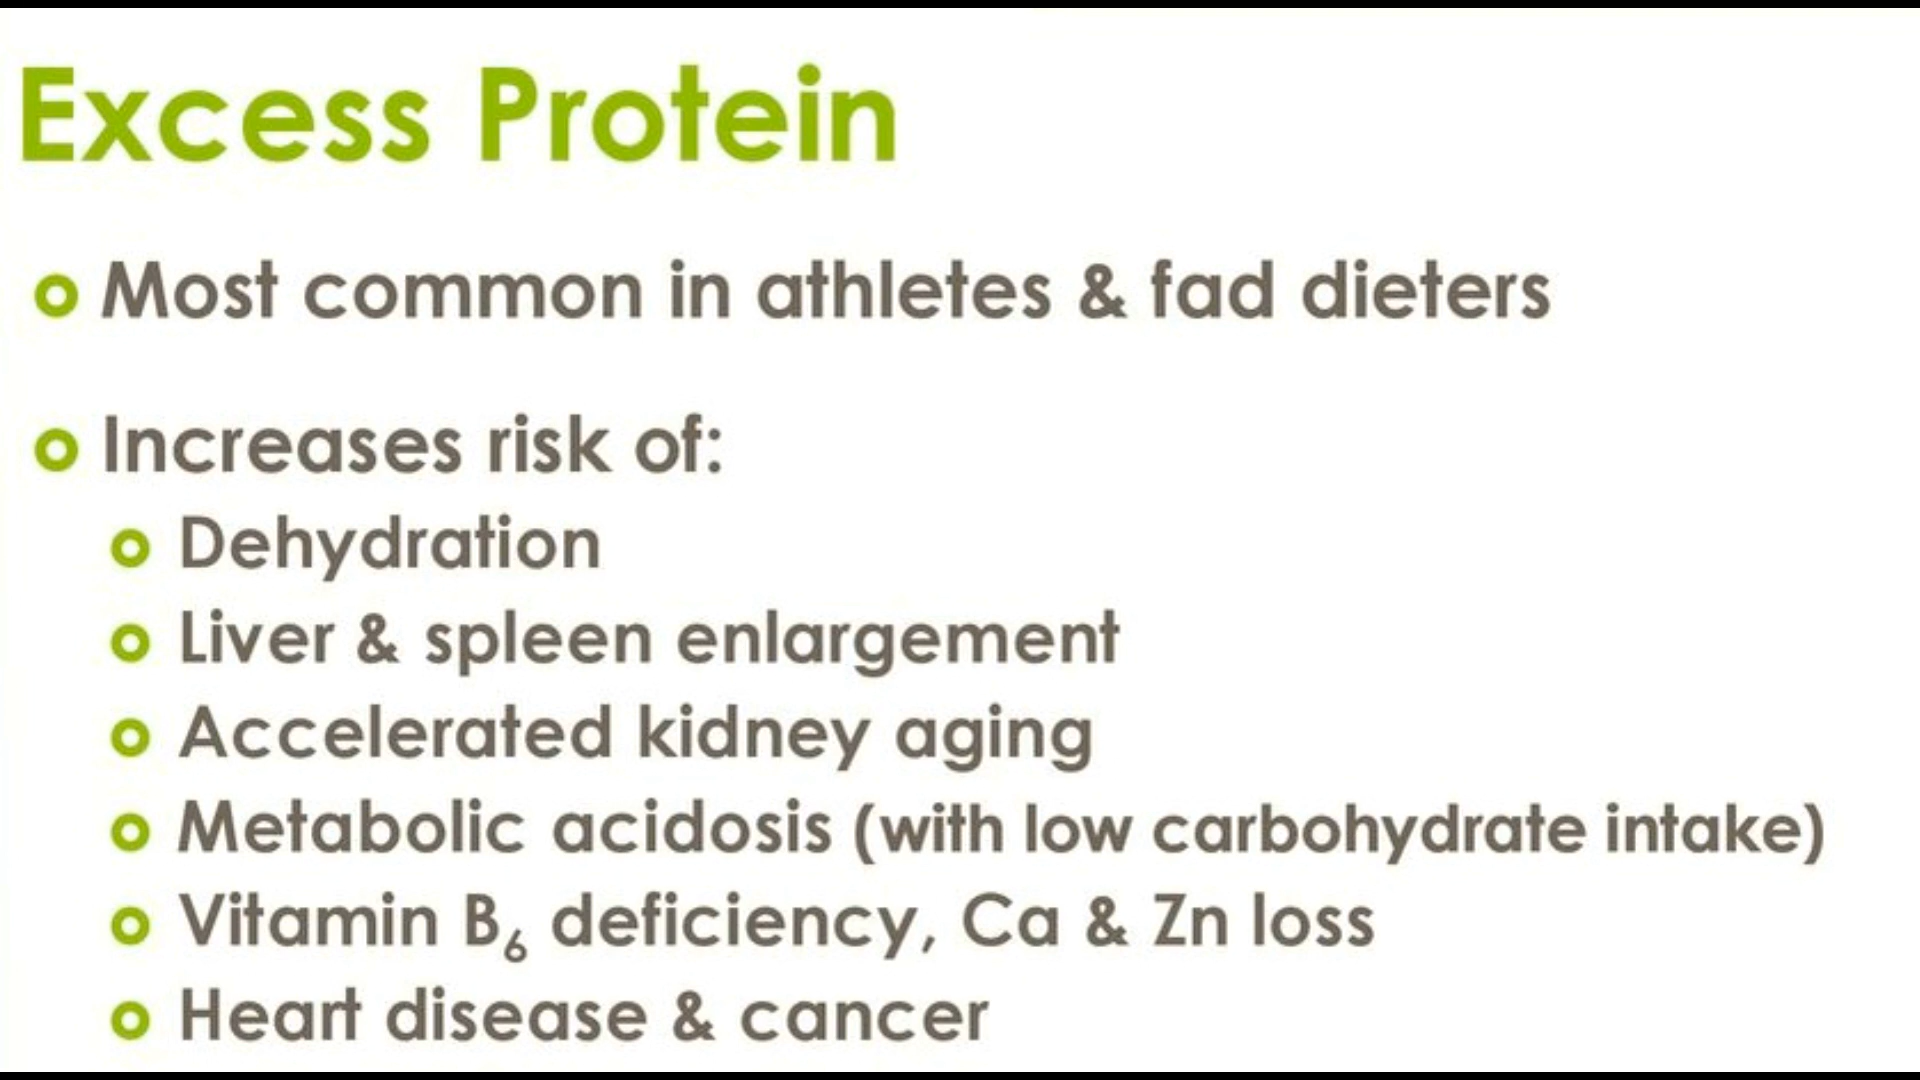 Excess Protein
Most common in athletes & fad dieters
Increases risk of:
Dehydration
Liver & spleen enlargement
Accelerated kidney aging
Metabolic acidosis (with low carbohydrate intake)
Vitamin B₆ deficiency, Ca & Zn loss
Heart disease & cancer